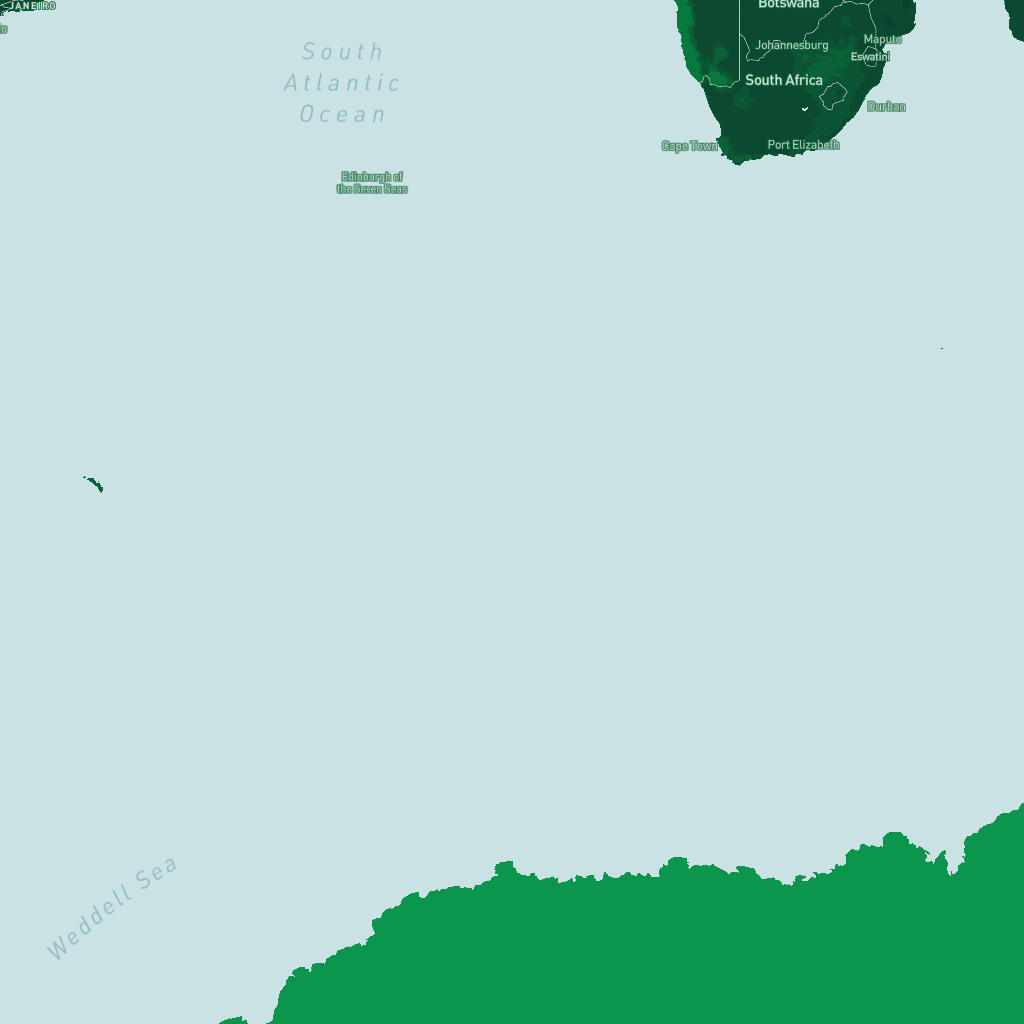 JANEIRO
South
Atlantic
Ocean
Botswana
Johannesburg
Maputo
Eswatini
South Africa
Durban
Cape Town
Port Elizabeth
Edinburgh of
the Seven Seas
Weddell Sea